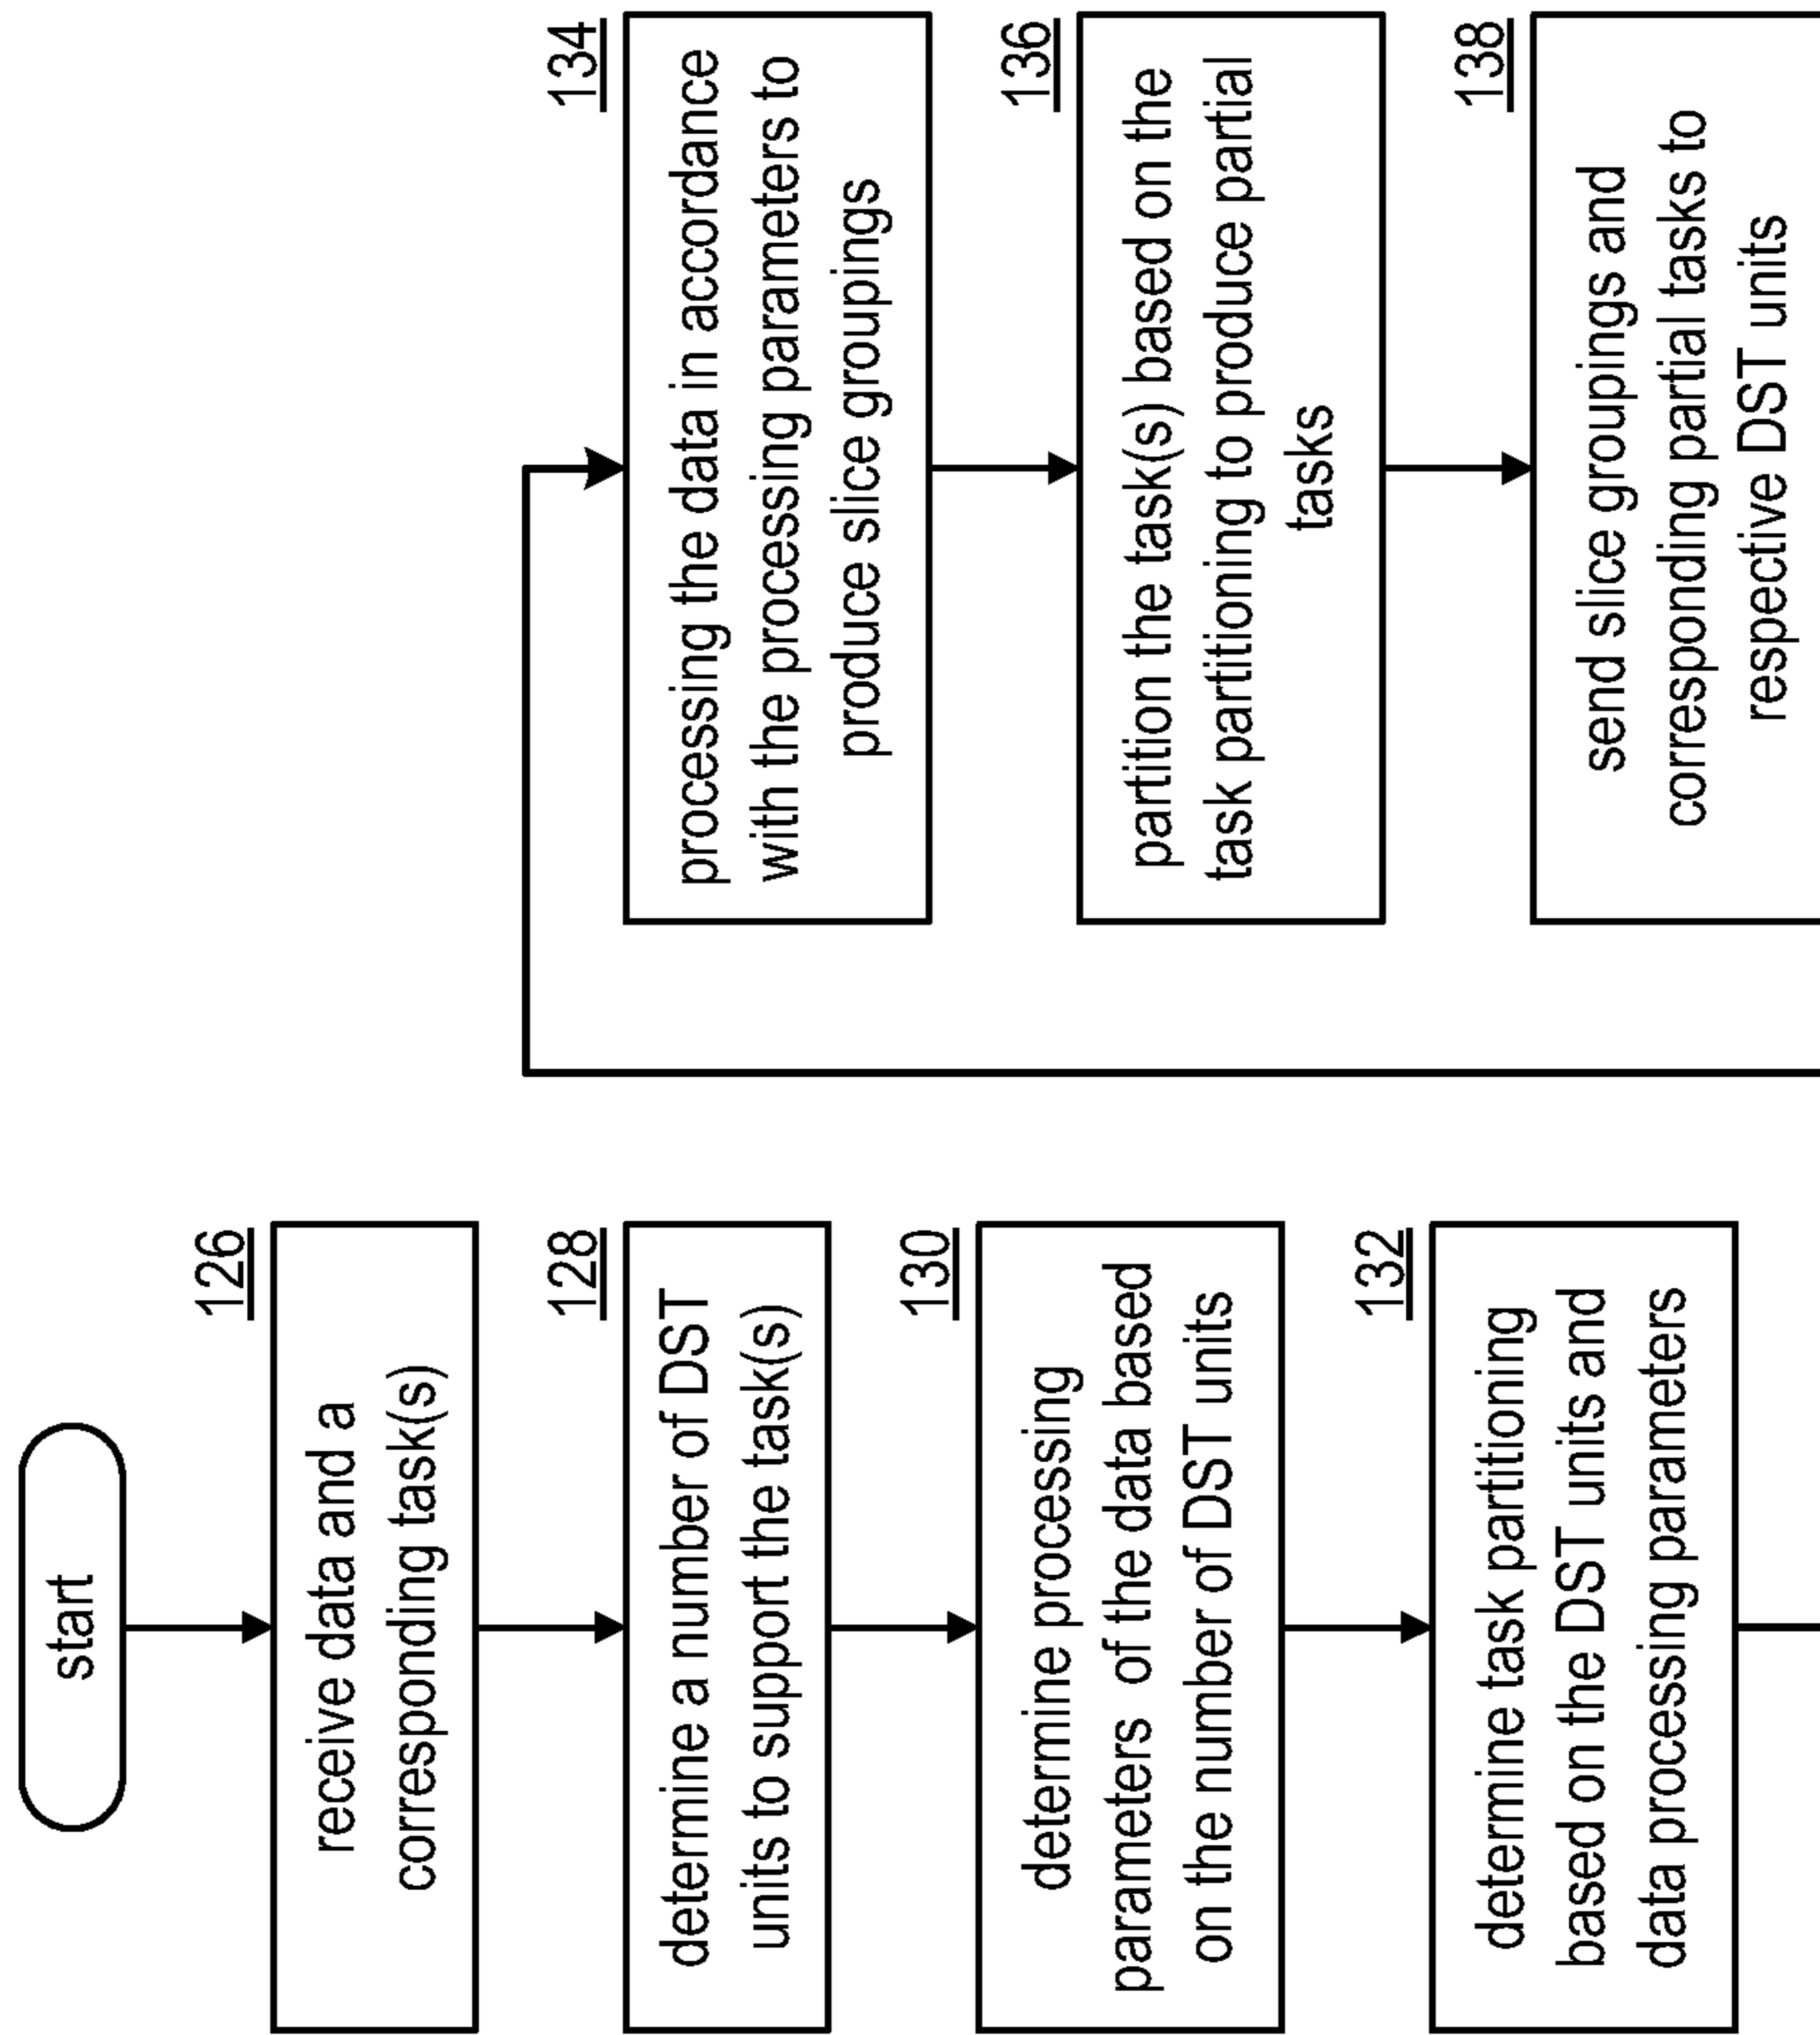 start
126
receive data and a
corresponding task(s)
128
determine a number of DST
units to support the task(s)
130
determine processing
parameters of the data based
on the number of DST units
132
determine task partitioning
based on the DST units and
data processing parameters
134
processing the data in accordance
with the processing parameters to
produce slice groupings
136
partition the task(s) based on the
task partitioning to produce partial
tasks
138
send slice groupings and
corresponding partial tasks to
respective DST units